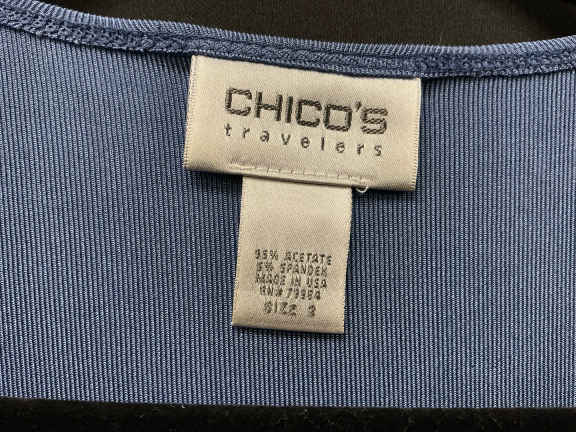 CHICO'S
travelers
95% ACETATE
5% SPANDEX
MADE IN USA
RN# 79984
SIZE 3